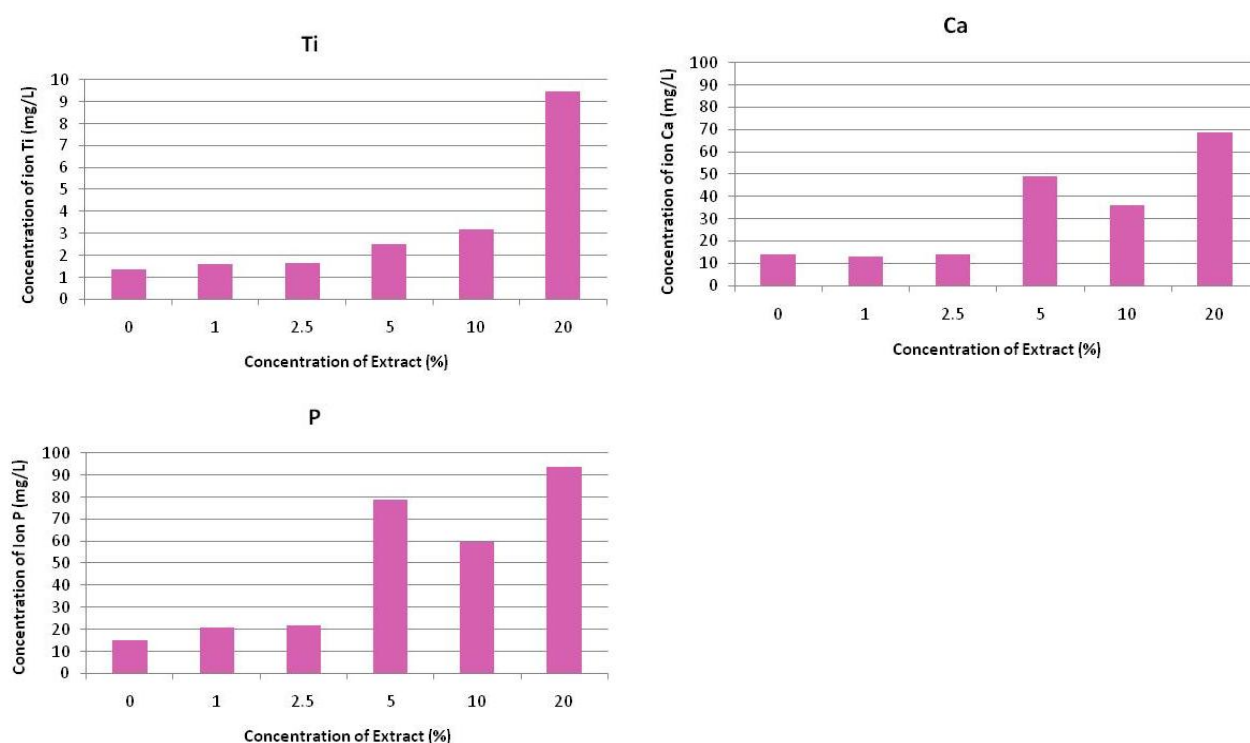 Ti
Concentration of ion Ti (mg/L)
10
9
8
7
6
5
4
3
2
1
0
0 1 2.5 5 10 20
Concentration of Extract (%)
Ca
Concentration of ion Ca (mg/L)
100
90
80
70
60
50
40
30
20
10
0
0 1 2.5 5 10 20
Concentration of Extract (%)
P
Concentration of Ion P (mg/L)
100
90
80
70
60
50
40
30
20
10
0
0 1 2.5 5 10 20
Concentration of Extract (%)